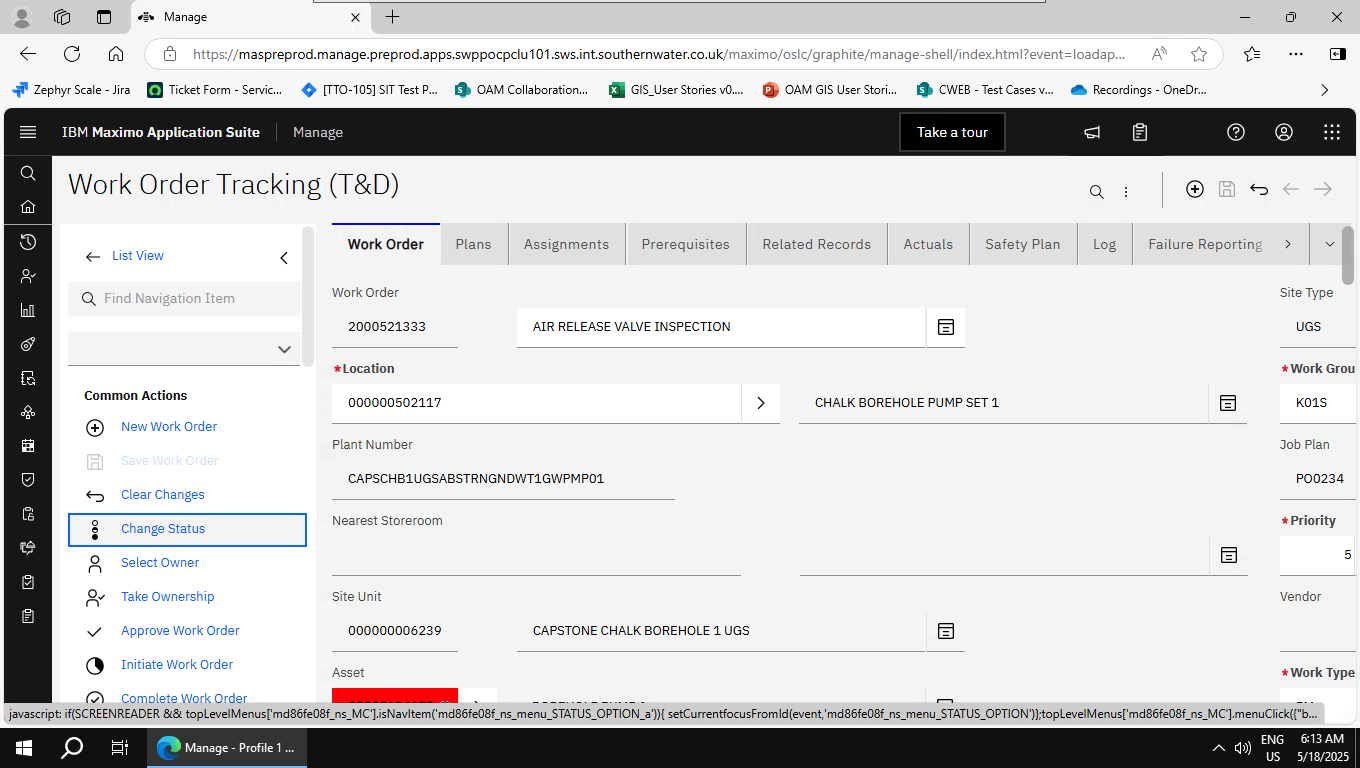 Manage
https://maspreprod.manage.preprod.apps.swppocpclu101.sws.int.southernwater.co.uk/maximo/oslc/graphite/manage-shell/index.html?event=loadap...
Zephyr Scale - Jira
Ticket Form - Servic...
[TTO-105] SIT Test P...
OAM Collaboration...
GIS_User Stories v0....
OAM GIS User Stori...
CWEB - Test Cases v...
Recordings - OneDr...
IBM Maximo Application Suite
Manage
Take a tour
Work Order Tracking (T&D)
List View
Find Navigation Item
Common Actions
New Work Order
Save Work Order
Clear Changes
Change Status
Select Owner
Take Ownership
Approve Work Order
Initiate Work Order
Complete Work Order
Work Order
Plans
Assignments
Prerequisites
Related Records
Actuals
Safety Plan
Log
Failure Reporting
Work Order
Site Type
2000521333
AIR RELEASE VALVE INSPECTION
UGS
*Location
*Work Grou
000000502117
CHALK BOREHOLE PUMP SET 1
K01S
Plant Number
Job Plan
CAPSCHB1UGSABSTRNGNDWT1GWPMP01
PO0234
Nearest Storeroom
*Priority
5
Site Unit
Vendor
000000006239
CAPSTONE CHALK BOREHOLE 1 UGS
Asset
*Work Type
javascript: if(SCREENREADER && topLevelMenus['md86fe08f_ns_MC'].isNavItem('md86fe08f_ns_menu_STATUS_OPTION_a')){ setCurrentfocusFromId(event,'md86fe08f_ns_menu_STATUS_OPTION')};topLevelMenus['md86fe08f_ns_MC'].menuClick({"b...
Manage - Profile 1 ...
ENG
US
6:13 AM
5/18/2025